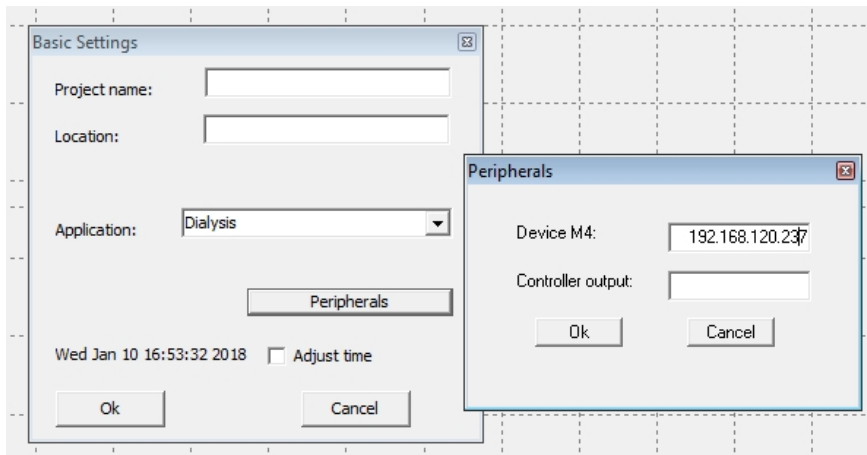 Basic Settings
Project name:
Location:
Application: Dialysis
Peripherals
Wed Jan 10 16:53:32 2018 Adjust time
Ok Cancel
Peripherals
Device M4: 192.168.120.237
Controller output:
Ok Cancel